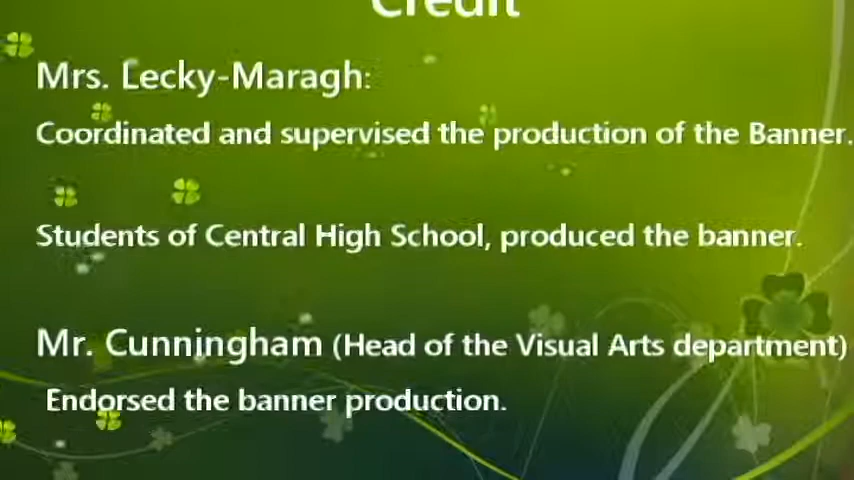 Credit
Mrs. Lecky-Maragh:
Coordinated and supervised the production of the Banner.
Students of Central High School, produced the banner.
Mr. Cunningham (Head of the Visual Arts department)
Endorsed the banner production.